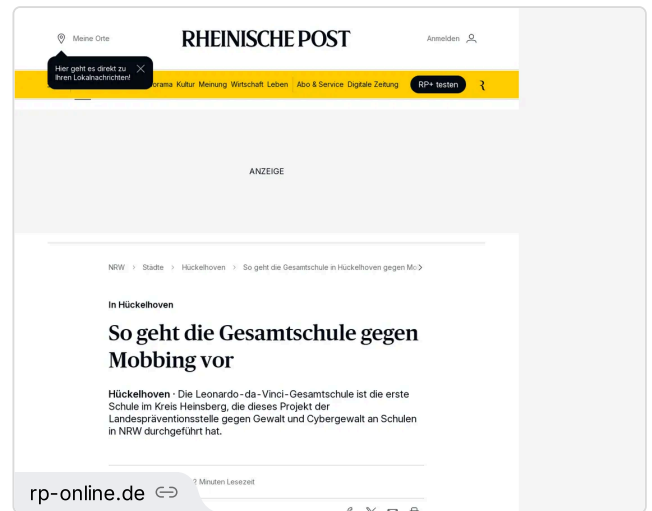 Meine Orte
RHEINISCHE POST
Anmelden
Hier geht es direkt zu
Ihren Lokalnachrichten!
Kultur Meinung Wirtschaft Leben Abo & Service Digitale Zeitung RP+ testen
ANZEIGE
NRW › Städte › Hückelhoven › So geht die Gesamtschule in Hückelhoven gegen
In Hückelhoven
So geht die Gesamtschule gegen
Mobbing vor
Hückelhoven · Die Leonardo-da-Vinci-Gesamtschule ist die erste
Schule im Kreis Heinsberg, die dieses Projekt der
Landespräventionsstelle gegen Gewalt und Cybergewalt an Schulen
in NRW durchgeführt hat.
Minuten Lesezeit
rp-online.de